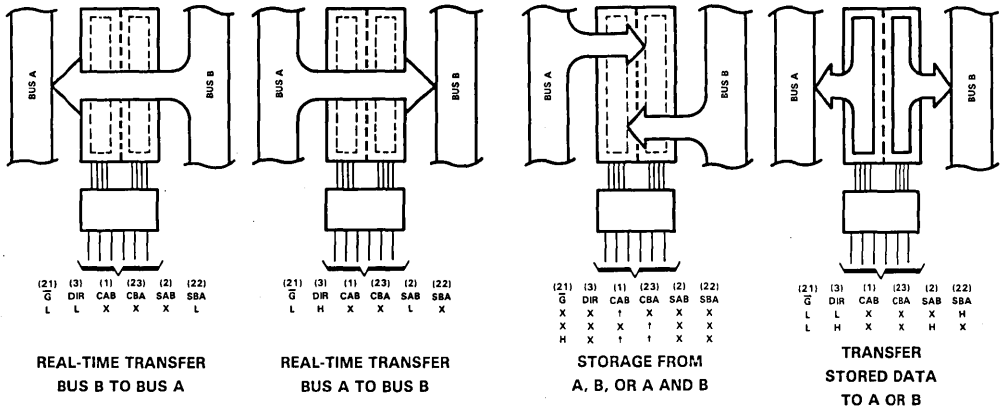 BUS A
BUS B
(21) (3) (1) (23) (2) (22)
G̅ DIR CAB CBA SAB SBA
L L X X X L
REAL-TIME TRANSFER
BUS B TO BUS A
BUS A
BUS B
(21) (3) (1) (23) (2) (22)
G̅ DIR CAB CBA SAB SBA
L H X X L X
REAL-TIME TRANSFER
BUS A TO BUS B
BUS A
BUS B
(21) (3) (1) (23) (2) (22)
G̅ DIR CAB CBA SAB SBA
X X ↑ X X X
X X X ↑ X X
H X ↑ ↑ X X
STORAGE FROM
A, B, OR A AND B
BUS A
BUS B
(21) (3) (1) (23) (2) (22)
G̅ DIR CAB CBA SAB SBA
L L X X X H
L H X X H X
TRANSFER
STORED DATA
TO A OR B